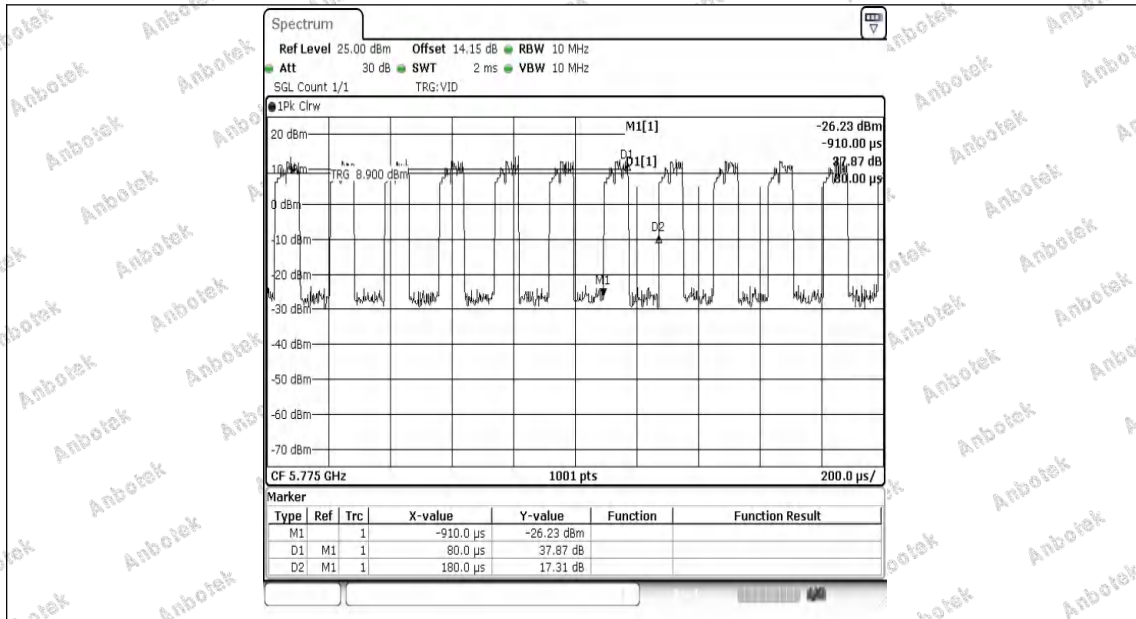 Spectrum
Ref Level 25.00 dBm Offset 14.15 dB RBW 10 MHz
Att 30 dB SWT 2 ms VBW 10 MHz
SGL Count 1/1 TRG:VID
1Pk Clrw
M1[1] -26.23 dBm
-910.00 µs
D1[1] 37.87 dB
80.00 µs
20 dBm
10 dBm
TRG 8.900 dBm
D1
0 dBm
D2
-10 dBm
-20 dBm
M1
-30 dBm
-40 dBm
-50 dBm
-60 dBm
-70 dBm
CF 5.775 GHz 1001 pts 200.0 µs/
Marker
Type Ref Trc X-value Y-value Function Function Result
M1 1 -910.0 µs -26.23 dBm
D1 M1 1 80.0 µs 37.87 dB
D2 M1 1 180.0 µs 17.31 dB
Anbotek